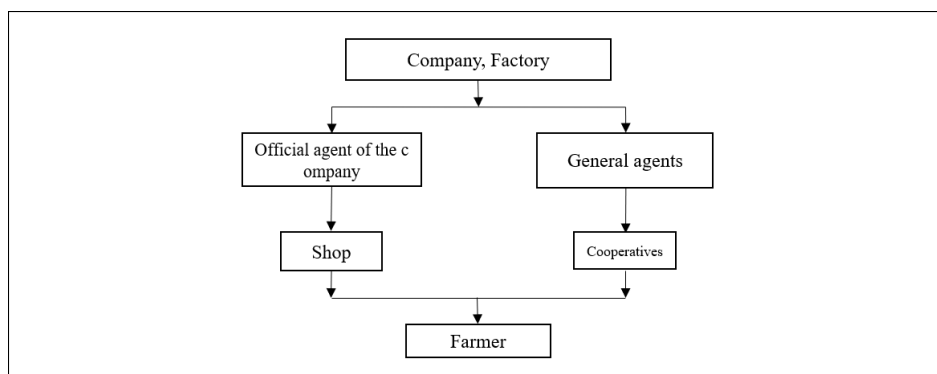 Company, Factory
Official agent of the c
ompany
General agents
Shop
Cooperatives
Farmer